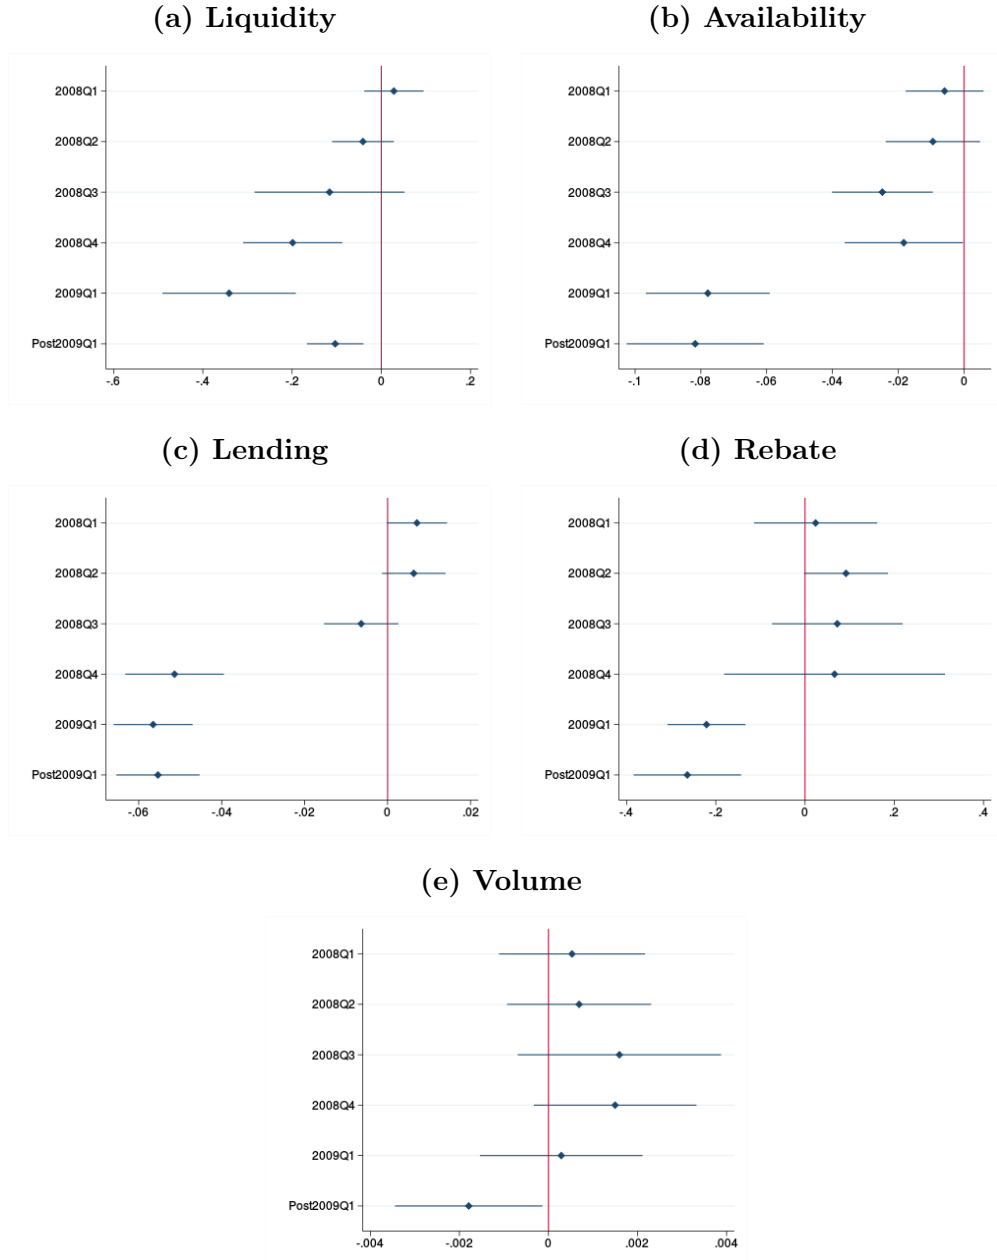 (a) Liquidity
2008Q1
2008Q2
2008Q3
2008Q4
2009Q1
Post2009Q1
-.6 -.4 -.2 0 .2
(b) Availability
2008Q1
2008Q2
2008Q3
2008Q4
2009Q1
Post2009Q1
-.1 -.08 -.06 -.04 -.02 0
(c) Lending
2008Q1
2008Q2
2008Q3
2008Q4
2009Q1
Post2009Q1
-.06 -.04 -.02 0 .02
(d) Rebate
2008Q1
2008Q2
2008Q3
2008Q4
2009Q1
Post2009Q1
-.4 -.2 0 .2 .4
(e) Volume
2008Q1
2008Q2
2008Q3
2008Q4
2009Q1
Post2009Q1
-.004 -.002 0 .002 .004